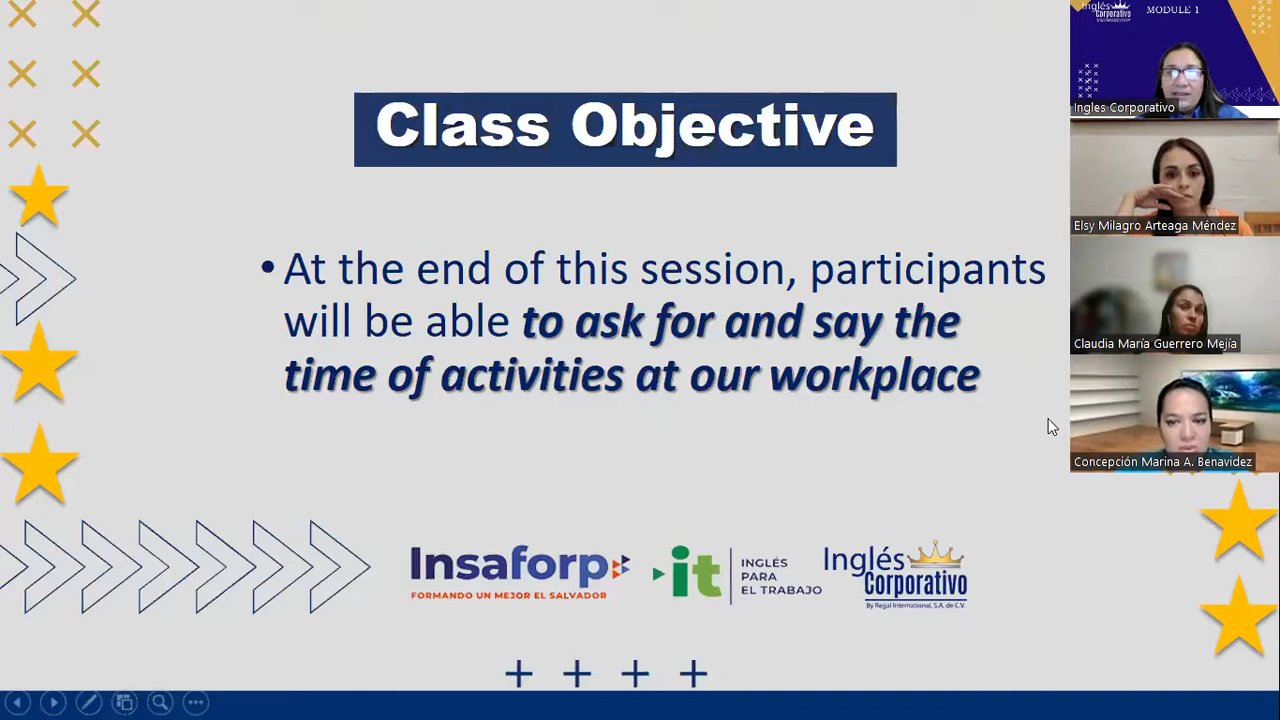 Class Objective
• At the end of this session, participants
will be able to ask for and say the
time of activities at our workplace
Insaforp
FORMANDO UN MEJOR EL SALVADOR
it
INGLÉS
PARA
EL TRABAJO
Inglés
Corporativo
By Regal International, S.A. de C.V.
Inglés
Corporativo
MODULE 1
Ingles Corporativo
Elsy Milagro Arteaga Méndez
Claudia María Guerrero Mejía
Concepción Marina A. Benavidez